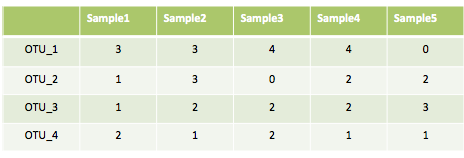 Sample1 Sample2 Sample3 Sample4 Sample5
OTU_1 3 3 4 4 0
OTU_2 1 3 0 2 2
OTU_3 1 2 2 2 3
OTU_4 2 1 2 1 1